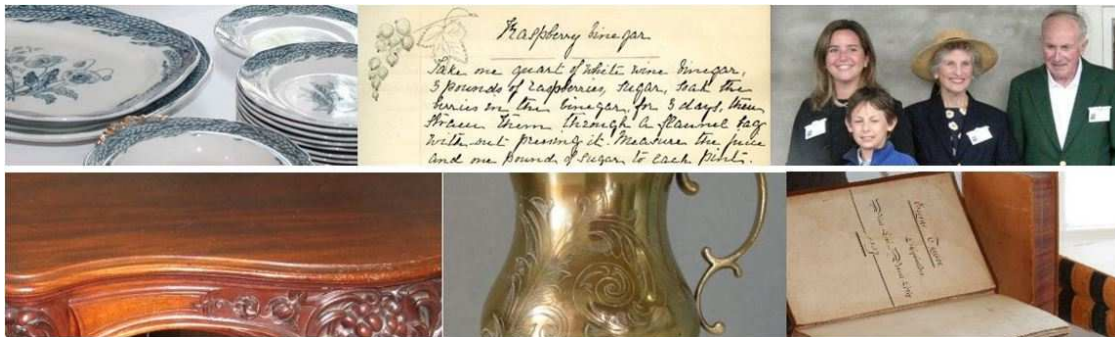 Raspberry Vinegar
Take one quart of white wine Vinegar,
3 pounds of raspberries, sugar, soak the
berries in the Vinegar, for 3 days, then
strain them through a flannel bag
with out pressing it. Measure the juice
and one pound of sugar to each pint.